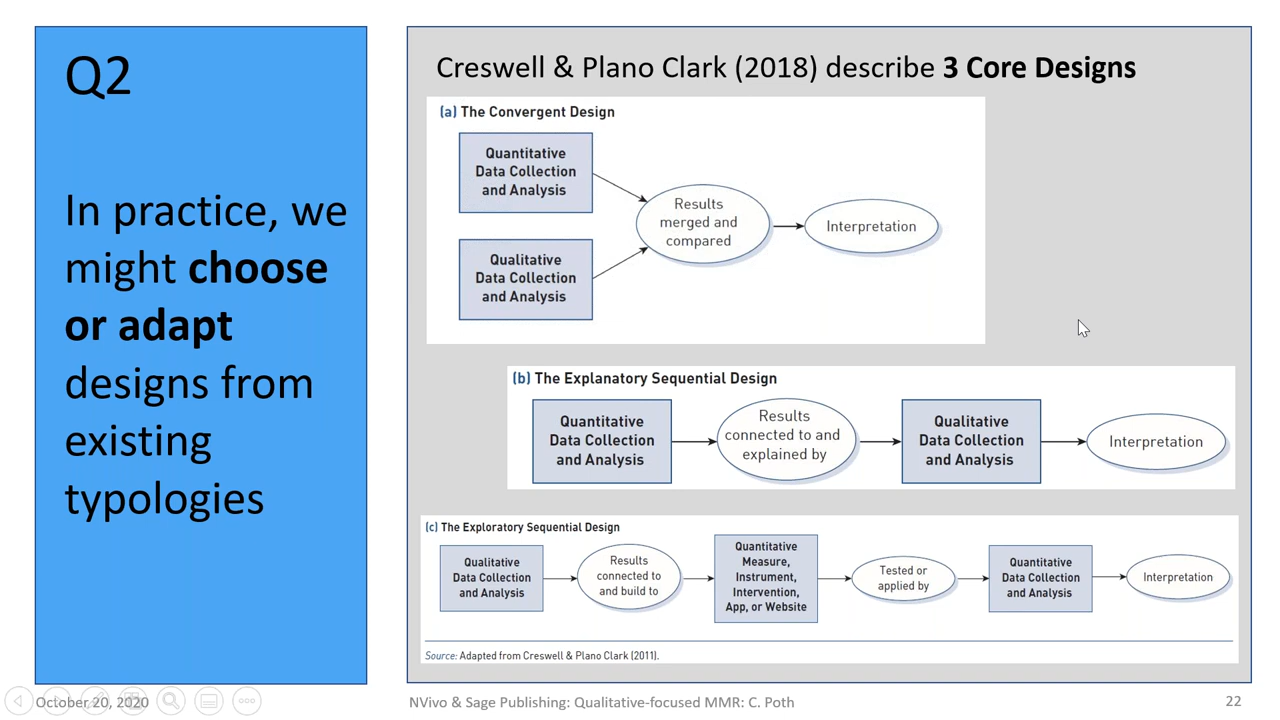 Q2
In practice, we
might choose
or adapt
designs from
existing
typologies
Creswell & Plano Clark (2018) describe 3 Core Designs
(a) The Convergent Design
Quantitative
Data Collection
and Analysis
Qualitative
Data Collection
and Analysis
Results
merged and
compared
Interpretation
(b) The Explanatory Sequential Design
Quantitative
Data Collection
and Analysis
Results
connected to and
explained by
Qualitative
Data Collection
and Analysis
Interpretation
(c) The Exploratory Sequential Design
Qualitative
Data Collection
and Analysis
Results
connected to
and build to
Quantitative
Measure,
Instrument,
Intervention,
App, or Website
Tested or
applied by
Quantitative
Data Collection
and Analysis
Interpretation
Source: Adapted from Creswell & Plano Clark (2011).
October 20, 2020
NVivo & Sage Publishing: Qualitative-focused MMR: C. Poth
22